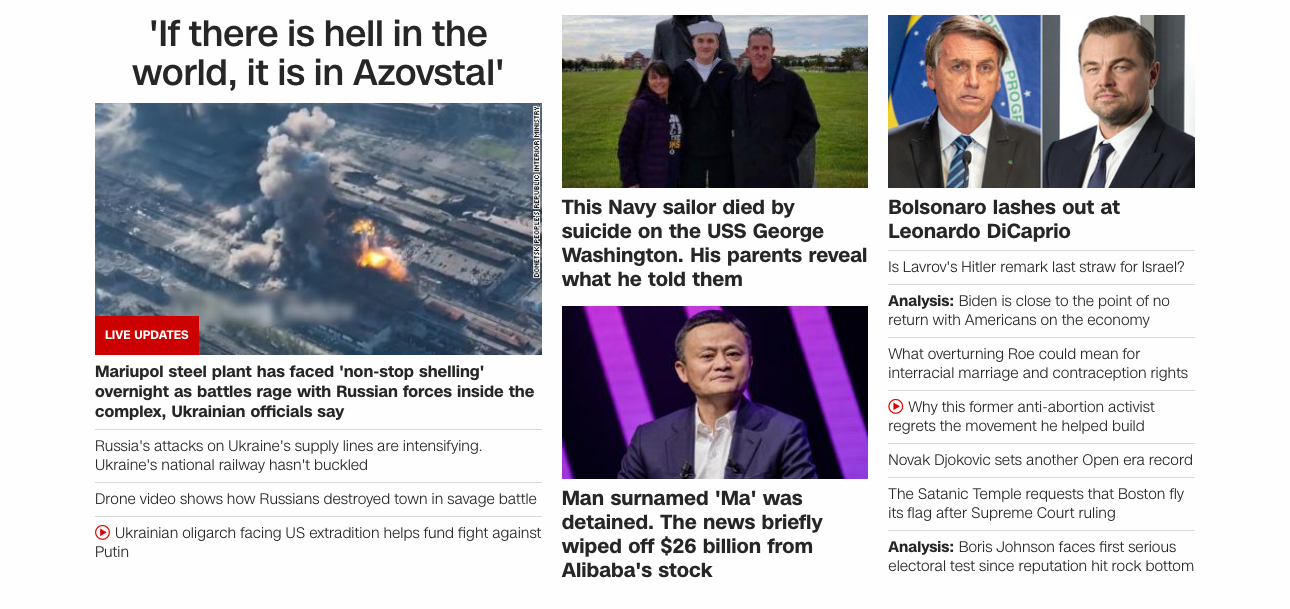 'If there is hell in the
world, it is in Azovstal'
DONETSK PEOPLE'S REPUBLIC INTERIOR MINISTRY
LIVE UPDATES
Mariupol steel plant has faced 'non-stop shelling'
overnight as battles rage with Russian forces inside the
complex, Ukrainian officials say
Russia's attacks on Ukraine's supply lines are intensifying.
Ukraine's national railway hasn't buckled
Drone video shows how Russians destroyed town in savage battle
Ukrainian oligarch facing US extradition helps fund fight against
Putin
This Navy sailor died by
suicide on the USS George
Washington. His parents reveal
what he told them
Man surnamed 'Ma' was
detained. The news briefly
wiped off $26 billion from
Alibaba's stock
Bolsonaro lashes out at
Leonardo DiCaprio
Is Lavrov's Hitler remark last straw for Israel?
Analysis: Biden is close to the point of no
return with Americans on the economy
What overturning Roe could mean for
interracial marriage and contraception rights
Why this former anti-abortion activist
regrets the movement he helped build
Novak Djokovic sets another Open era record
The Satanic Temple requests that Boston fly
its flag after Supreme Court ruling
Analysis: Boris Johnson faces first serious
electoral test since reputation hit rock bottom